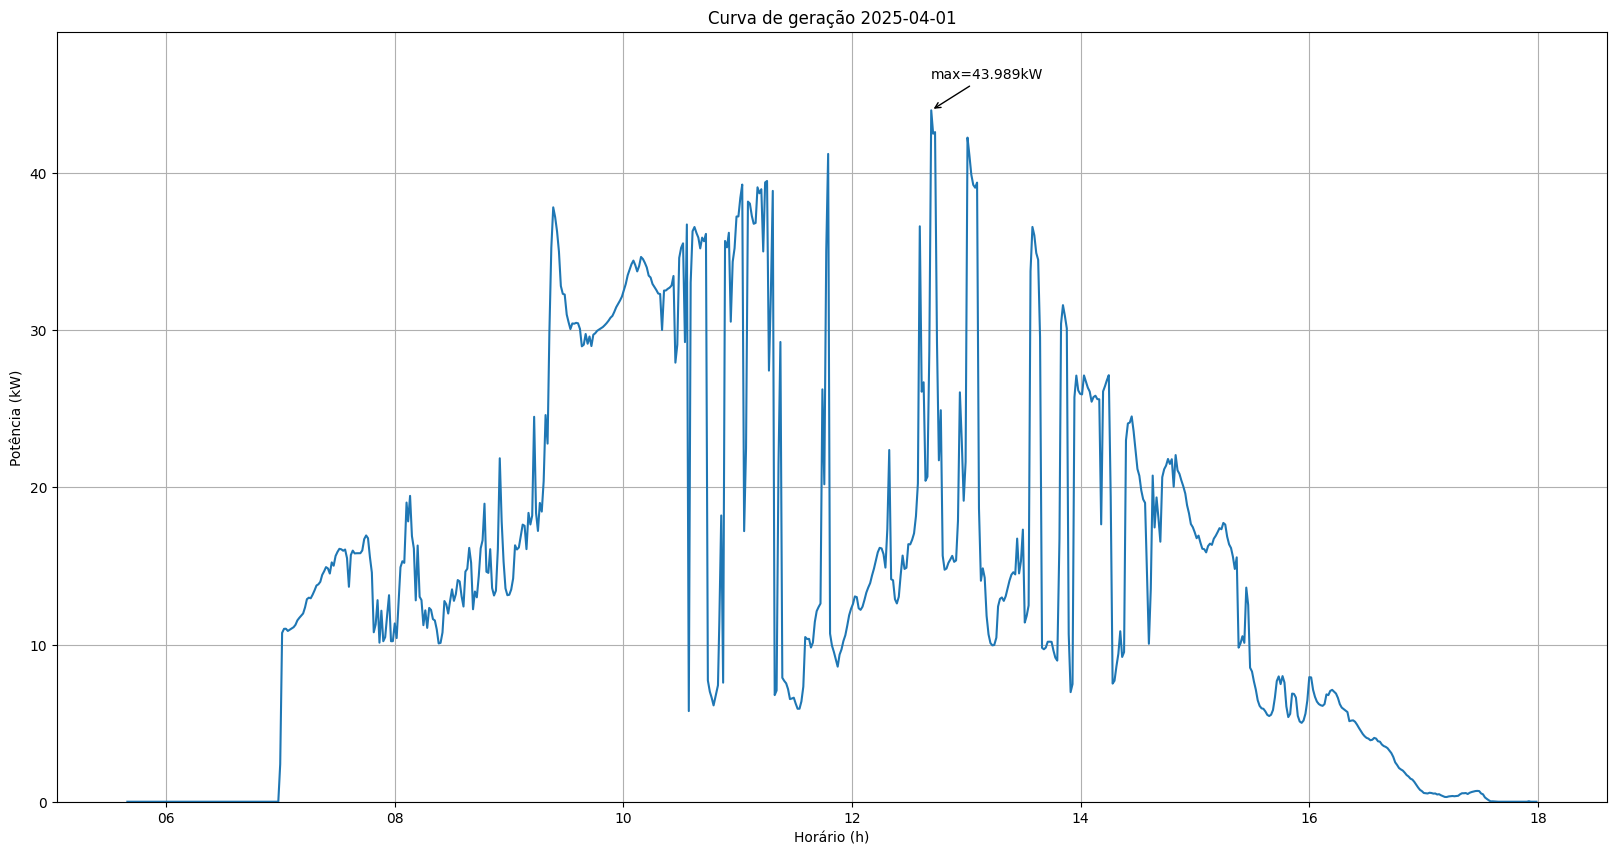 Curva de geração 2025-04-01
max=43.989kW
40
30
20
10
0
Potência (kW)
06 08 10 12 14 16 18
Horário (h)